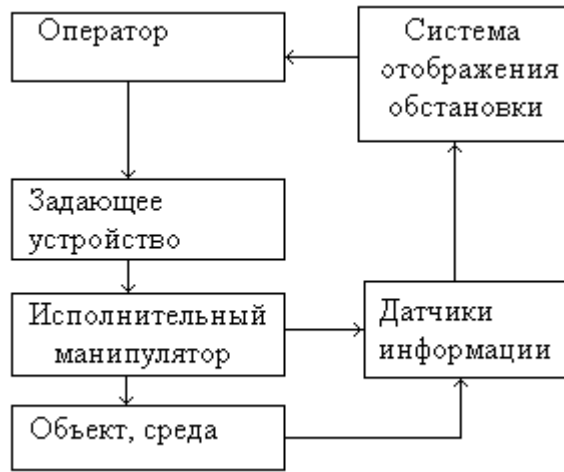 Оператор
Система
отображения
обстановки
Задающее
устройство
Исполнительный
манипулятор
Датчики
информации
Объект, среда